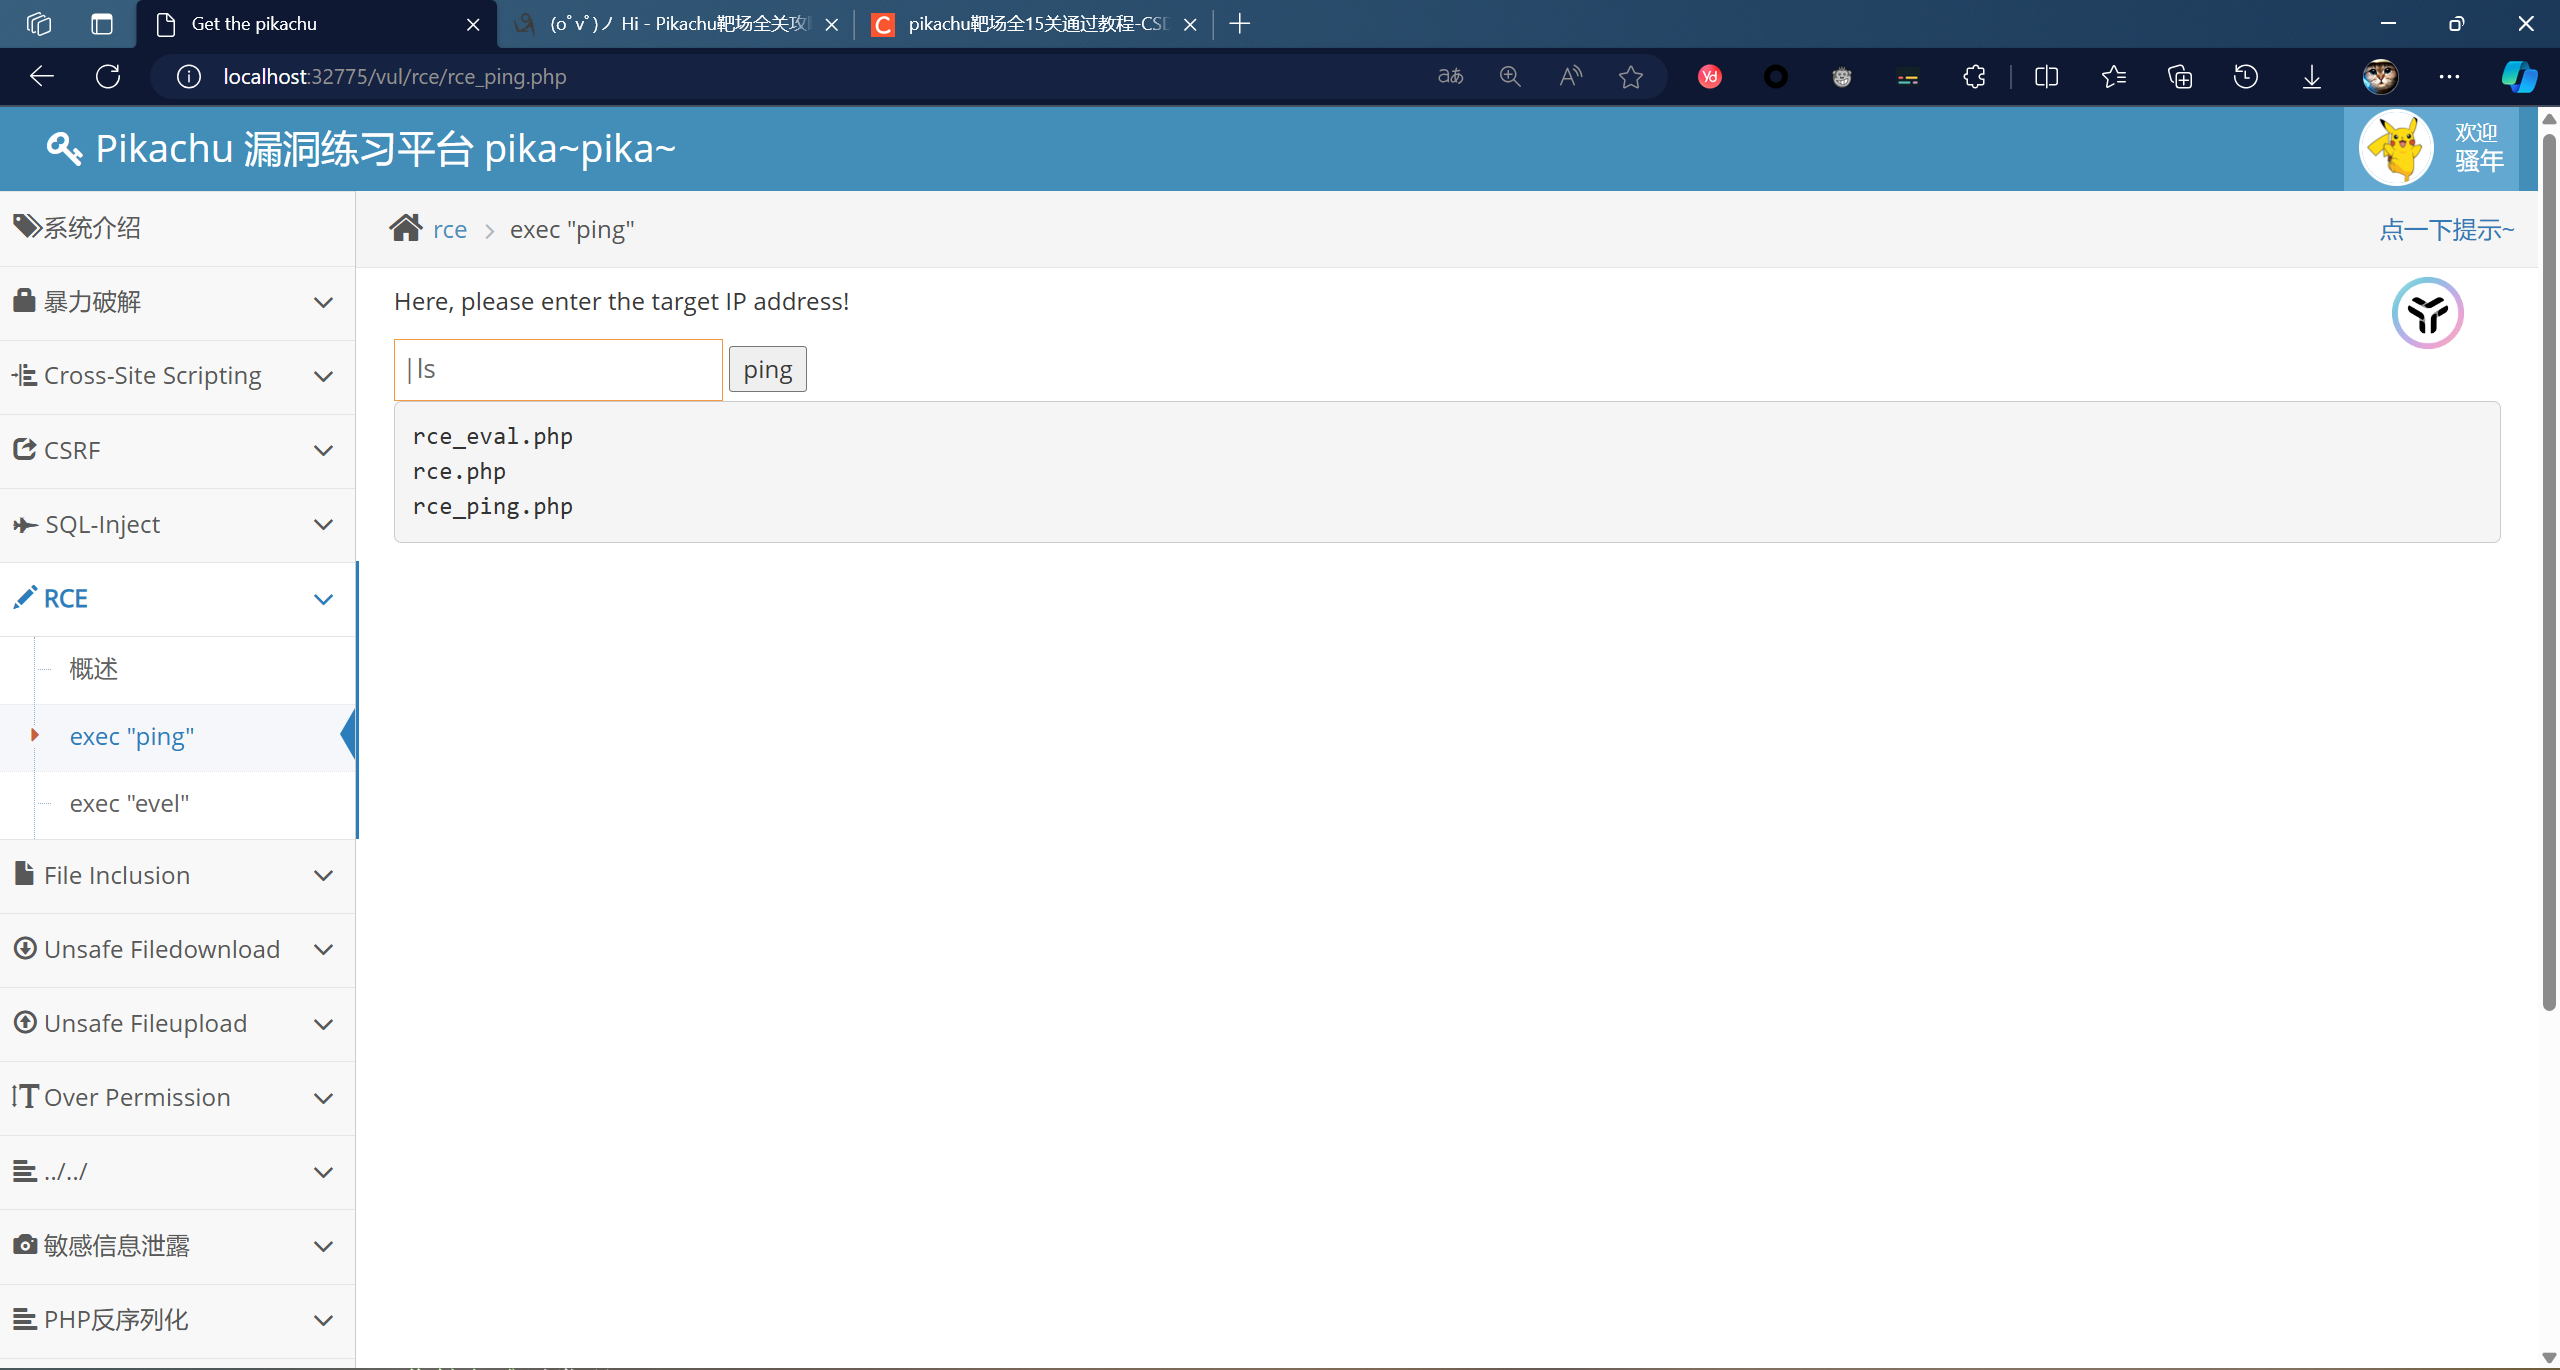 Get the pikachu
(oﾟvﾟ)ノ Hi - Pikachu靶场全关攻
pikachu靶场全15关通过教程-CSD
localhost:32775/vul/rce/rce_ping.php
Pikachu 漏洞练习平台 pika~pika~
欢迎
骚年
系统介绍
暴力破解
Cross-Site Scripting
CSRF
SQL-Inject
RCE
概述
exec "ping"
exec "evel"
File Inclusion
Unsafe Filedownload
Unsafe Fileupload
Over Permission
../../
敏感信息泄露
PHP反序列化
rce > exec "ping"
点一下提示~
Here, please enter the target IP address!
|ls
ping
rce_eval.php
rce.php
rce_ping.php